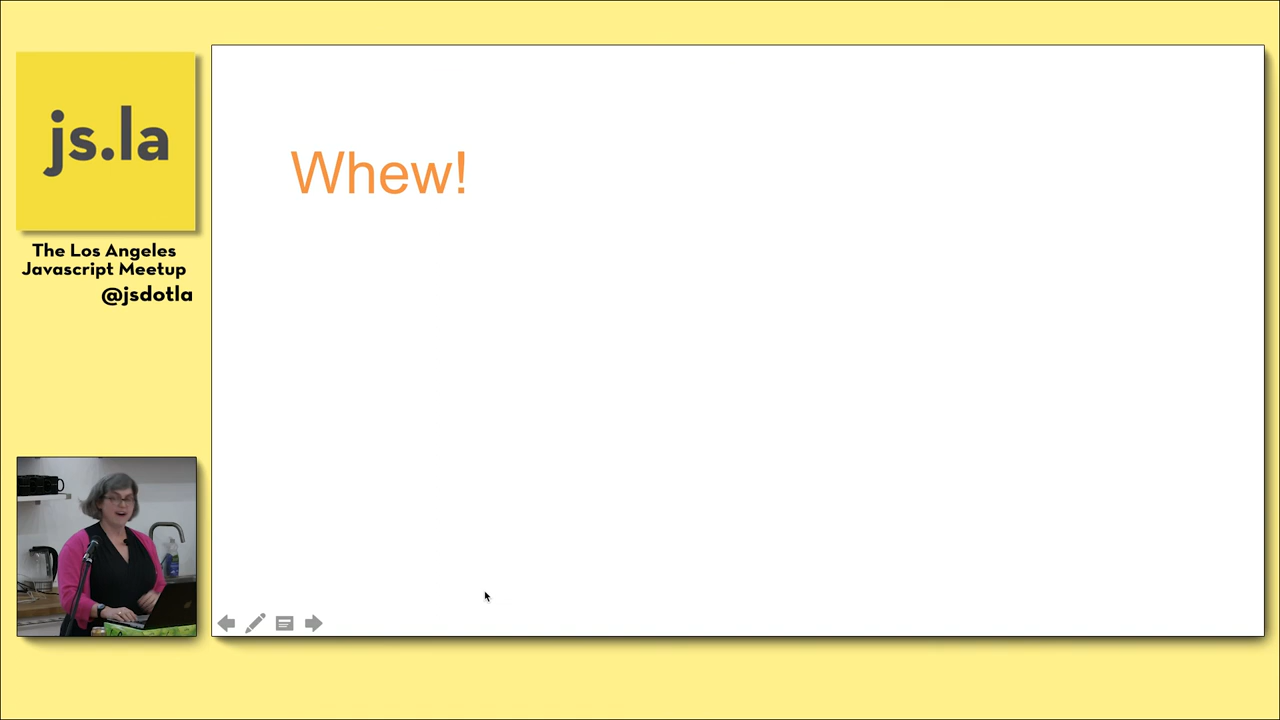 js.la
The Los Angeles
Javascript Meetup
@jsdotla
Whew!